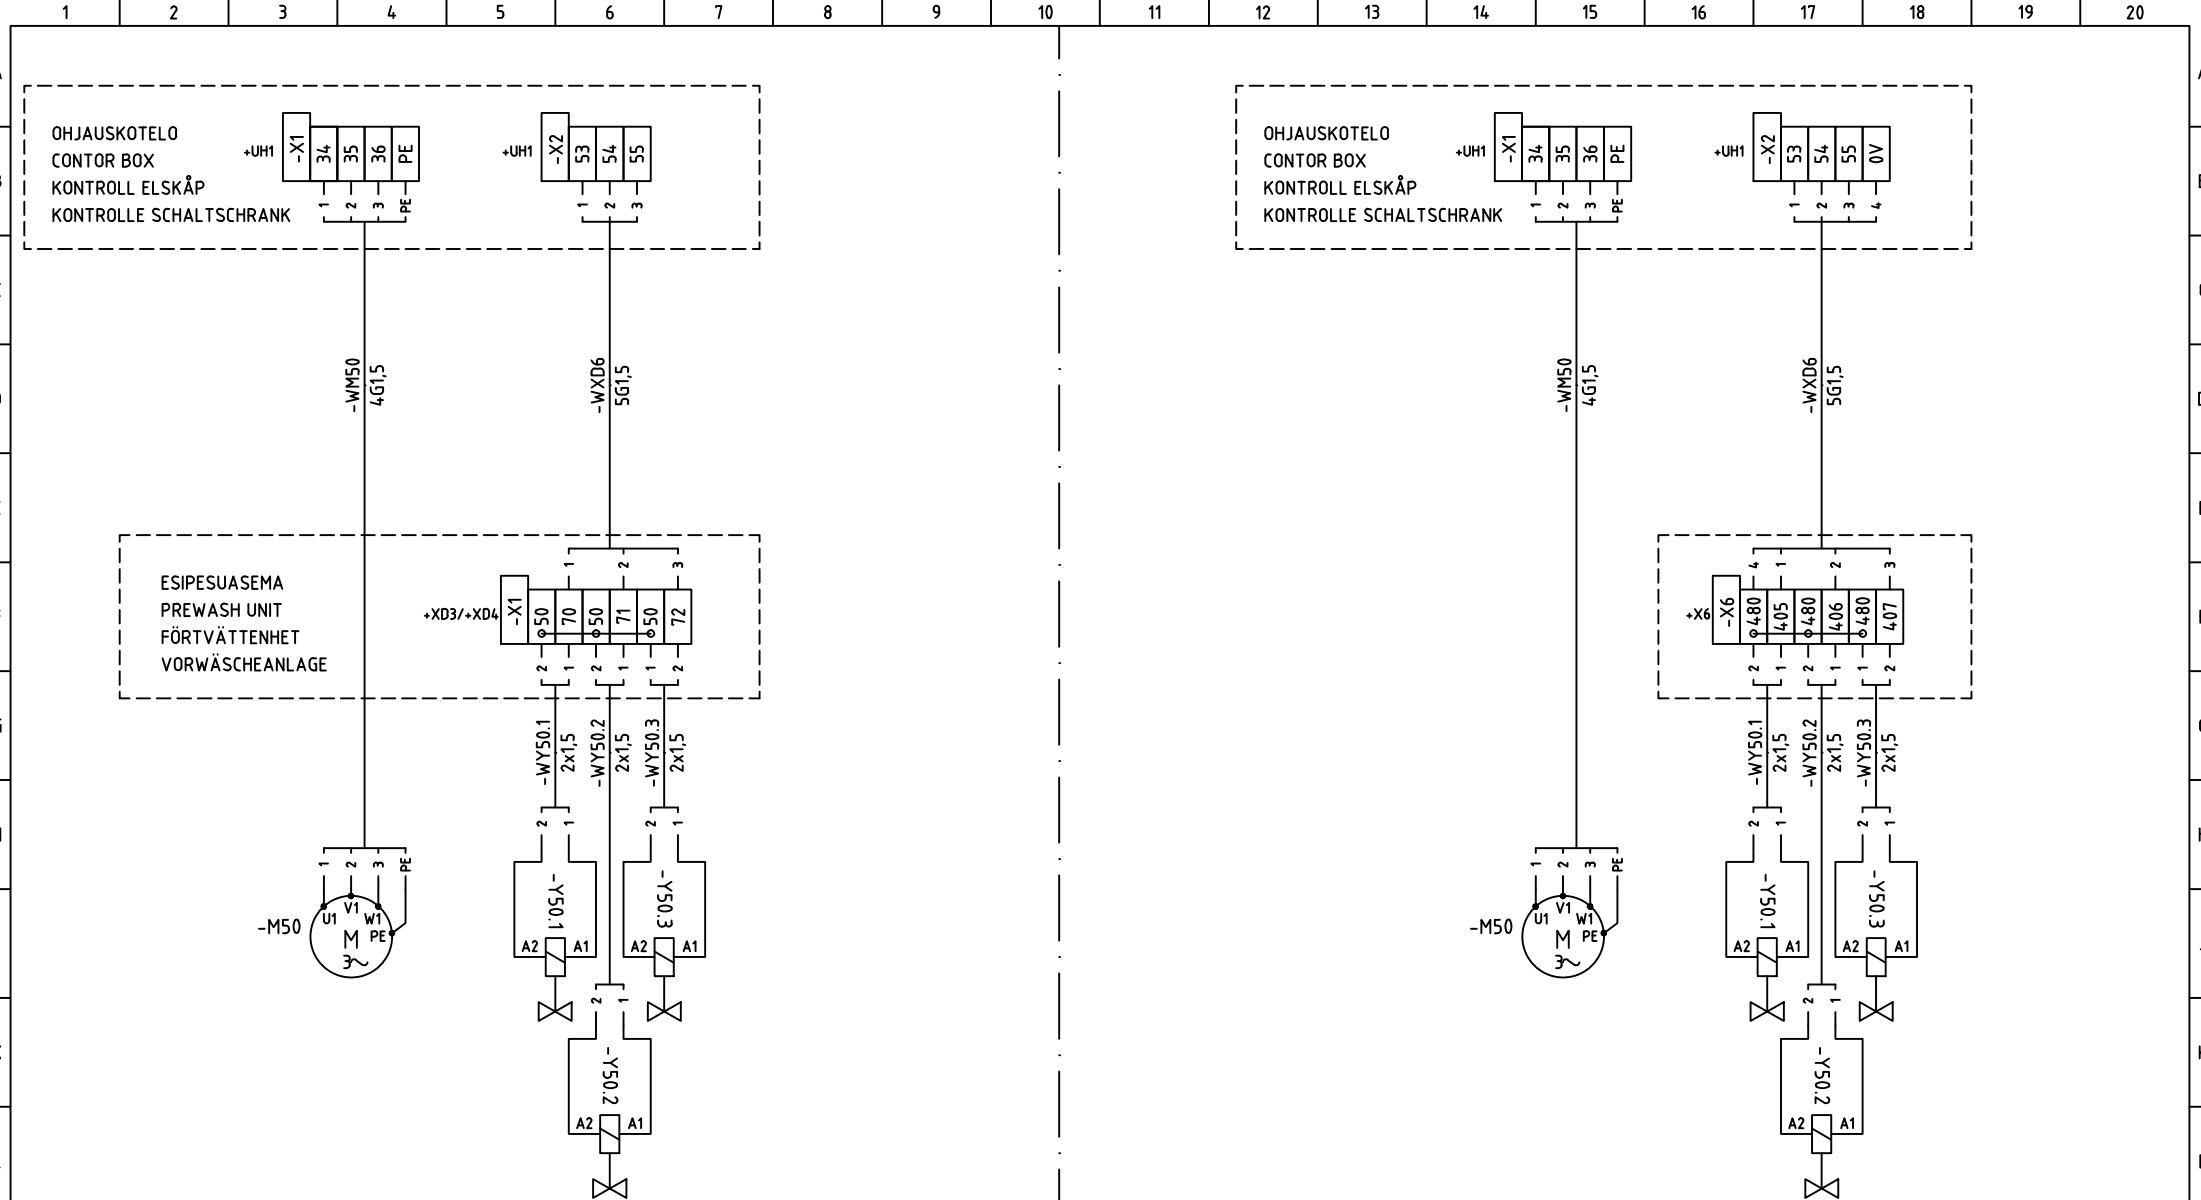 1 2 3 4 5 6 7 8 9 10 11 12 13 14 15 16 17 18 19 20
OHJAUSKOTELO
CONTOR BOX
KONTROLL ELSKÅP
KONTROLLE SCHALTSCHRANK
+UH1
-X1 34 35 36 PE
1 2 3 PE
+UH1
-X2 53 54 55
1 2 3
-WM50
4G1,5
-WXD6
5G1,5
ESIPESUASEMA
PREWASH UNIT
FÖRTVÄTTENHET
VORWÄSCHEANLAGE
1 2 3
+XD3/+XD4
-X1 50 70 50 71 50 72
2 1 2 1 1 2
-WY50.1
2x1,5
-WY50.2
2x1,5
-WY50.3
2x1,5
1 2 3 PE
-M50
U1 V1 W1 PE
M
3~
2 1
-Y50.1
A2 A1
2 1
-Y50.3
A2 A1
2 1
-Y50.2
A2 A1
OHJAUSKOTELO
CONTOR BOX
KONTROLL ELSKÅP
KONTROLLE SCHALTSCHRANK
+UH1
-X1 34 35 36 PE
1 2 3 PE
+UH1
-X2 53 54 55 0V
1 2 3 4
-WM50
4G1,5
-WXD6
5G1,5
4 1 2 3
+X6
-X6 480 405 480 406 480 407
2 1 2 1 1 2
-WY50.1
2x1,5
-WY50.2
2x1,5
-WY50.3
2x1,5
1 2 3 PE
-M50
U1 V1 W1 PE
M
3~
2 1
-Y50.1
A2 A1
2 1
-Y50.3
A2 A1
2 1
-Y50.2
A2 A1